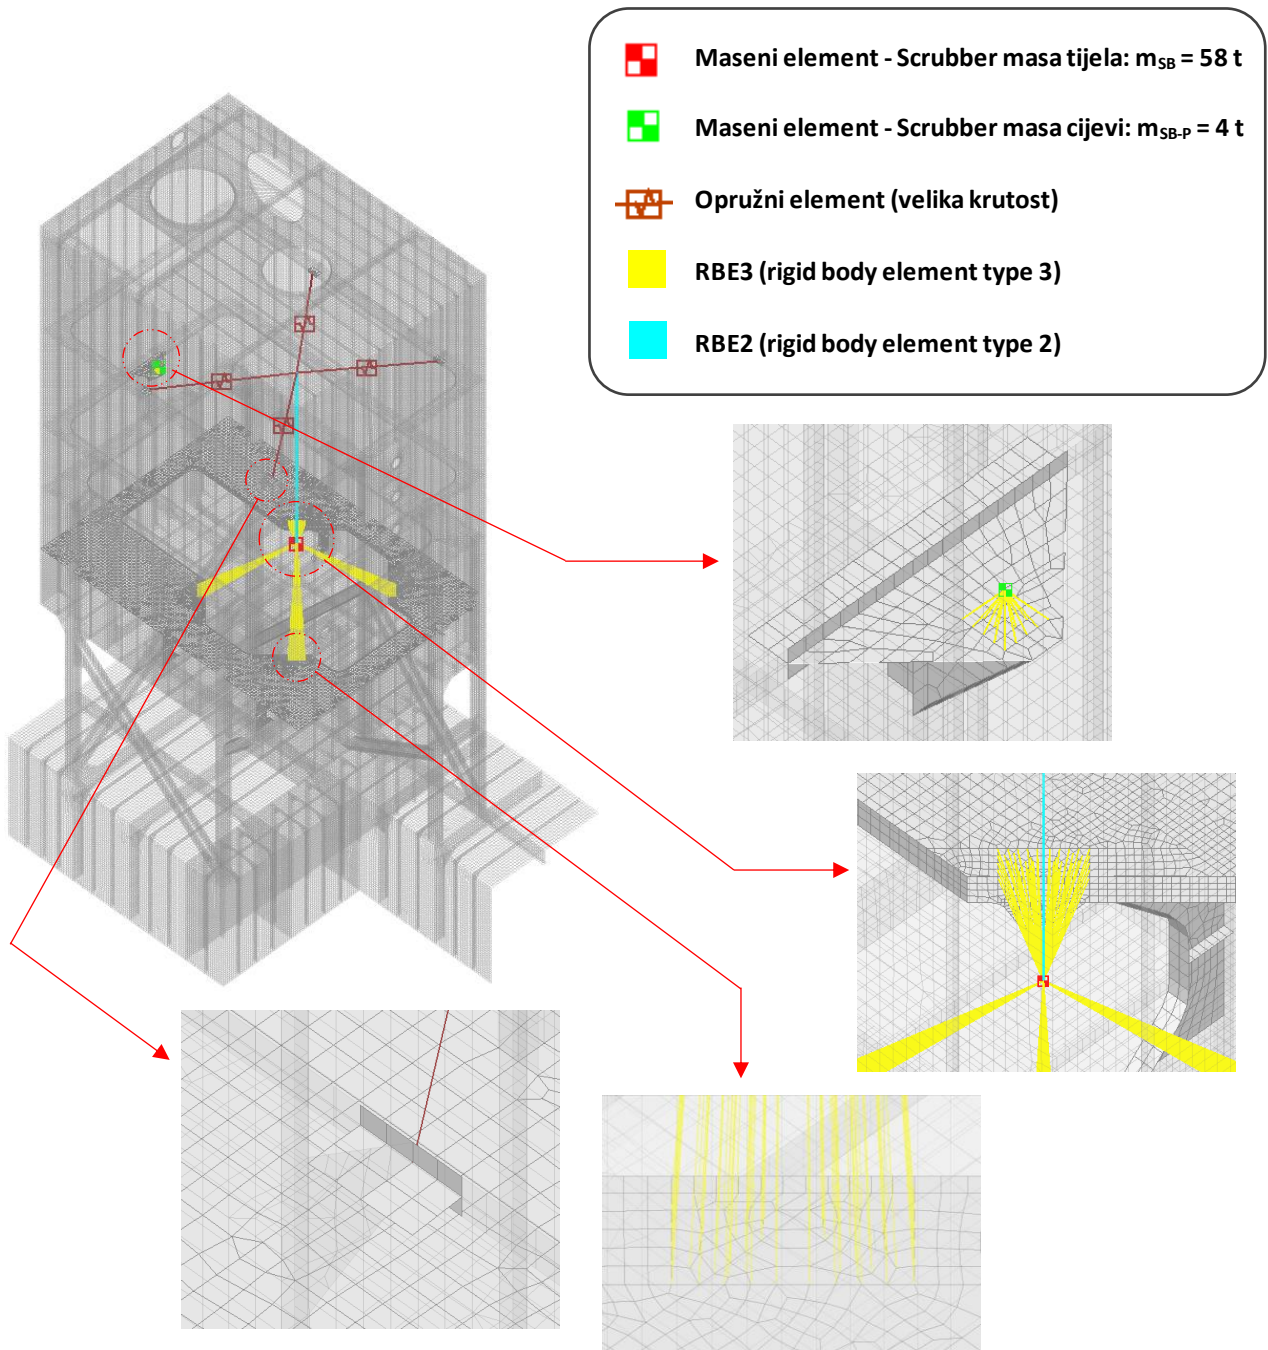 Maseni element - Scrubber masa tijela: mSB = 58 t
Maseni element - Scrubber masa cijevi: mSB-P = 4 t
Opružni element (velika krutost)
RBE3 (rigid body element type 3)
RBE2 (rigid body element type 2)